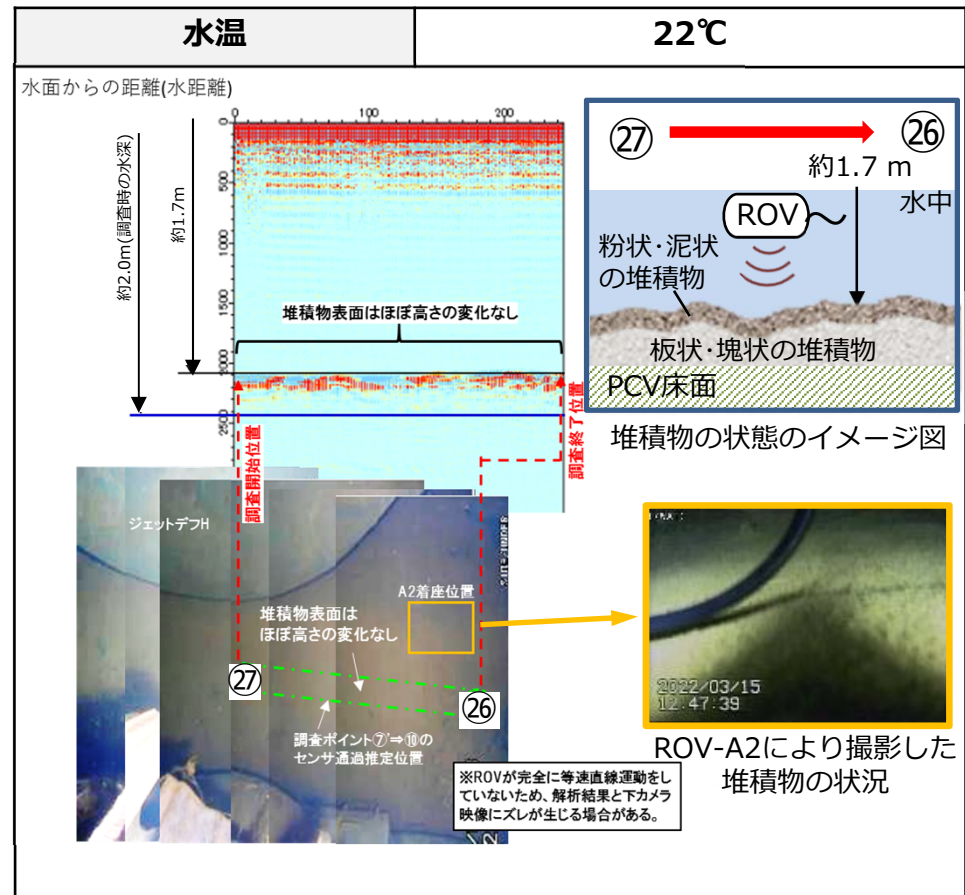 水温
22℃
水面からの距離(水距離)
0 100 200
0
500
1000
1500
2000
2500
約2.0m(調査時の水深)
約1.7m
堆積物表面はほぼ高さの変化なし
調査開始位置
調査終了位置
㉗ ㉖
約1.7 m
水中
ROV
粉状・泥状
の堆積物
板状・塊状の堆積物
PCV床面
堆積物の状態のイメージ図
ジェットデフH
A2着座位置
堆積物表面は
ほぼ高さの変化なし
㉗
㉖
調査ポイント⑦'⇒⑩の
センサ通過推定位置
※ROVが完全に等速直線運動をし
ていないため、解析結果と下カメラ
映像にズレが生じる場合がある。
2022/03/15
12:47:39
ROV-A2により撮影した
堆積物の状況